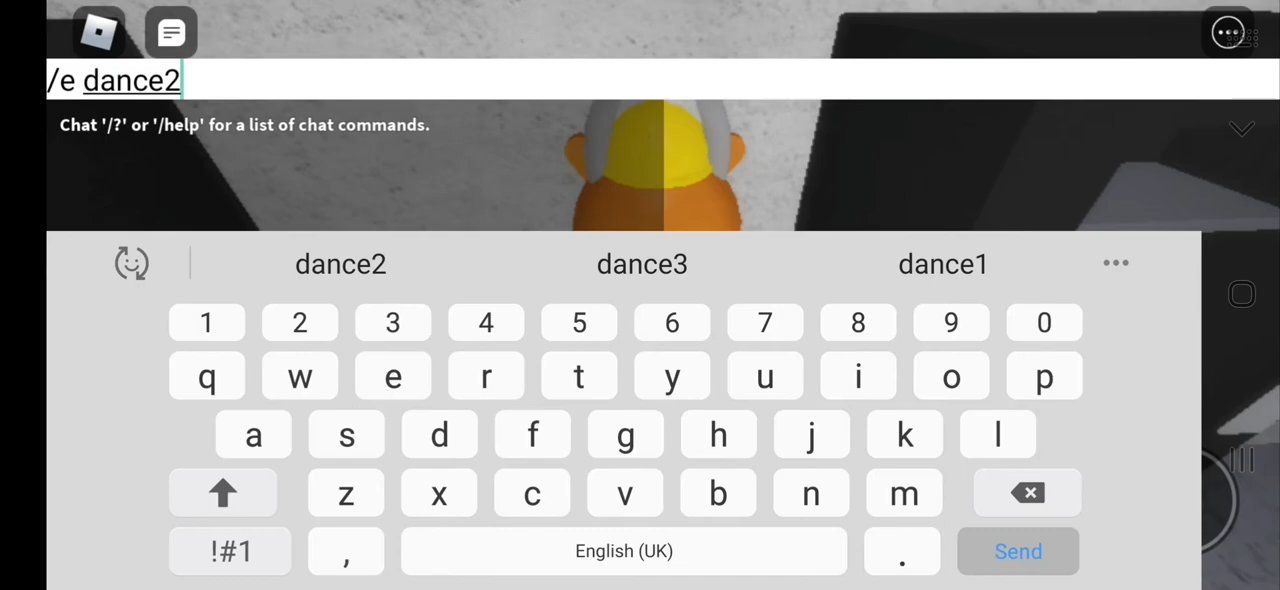 /e dance2
Chat '/?' or '/help' for a list of chat commands.
dance2 dance3 dance1
1 2 3 4 5 6 7 8 9 0
q w e r t y u i o p
a s d f g h j k l
z x c v b n m
!#1 , English (UK) . Send